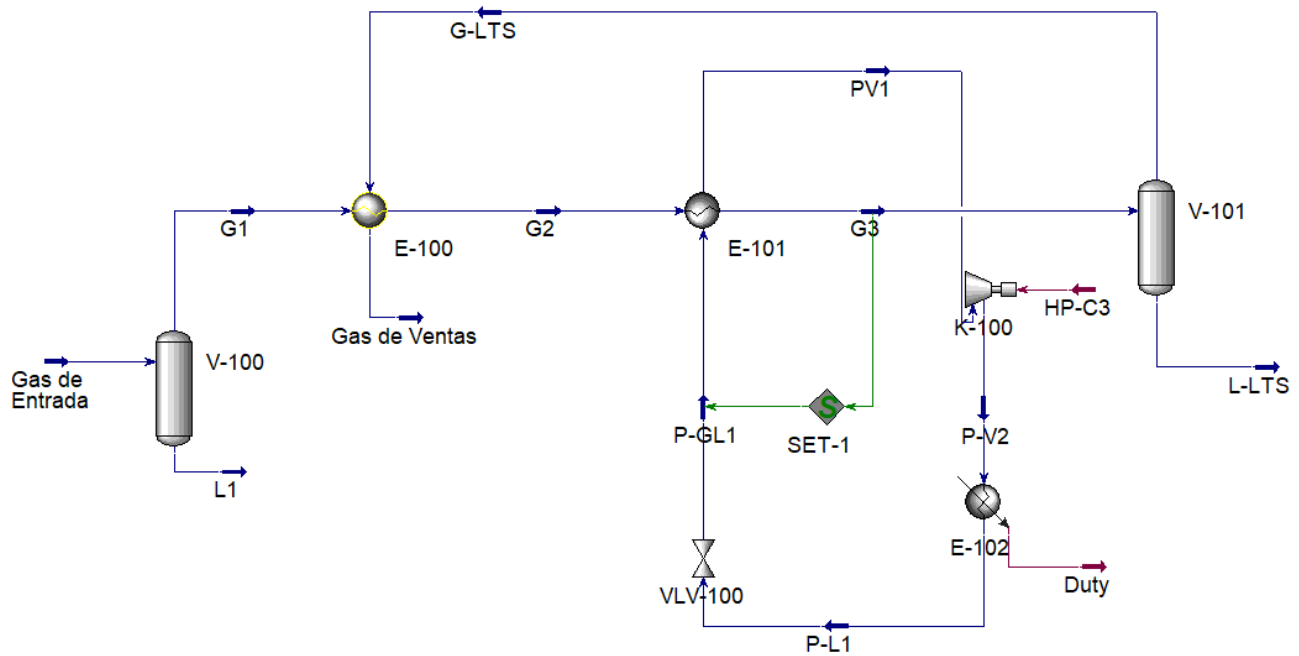 G-LTS
PV1
V-101
G1
G2
G3
E-100
E-101
HP-C3
K-100
Gas de Ventas
V-100
Gas de
Entrada
L-LTS
P-GL1
S
SET-1
P-V2
L1
E-102
Duty
VLV-100
P-L1